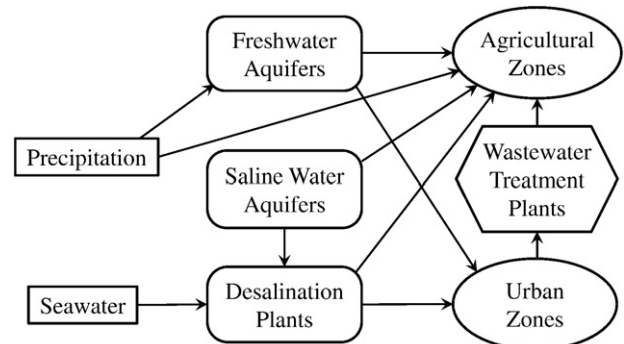 Freshwater
Aquifers
Agricultural
Zones
Precipitation
Saline Water
Aquifers
Wastewater
Treatment
Plants
Seawater
Desalination
Plants
Urban
Zones